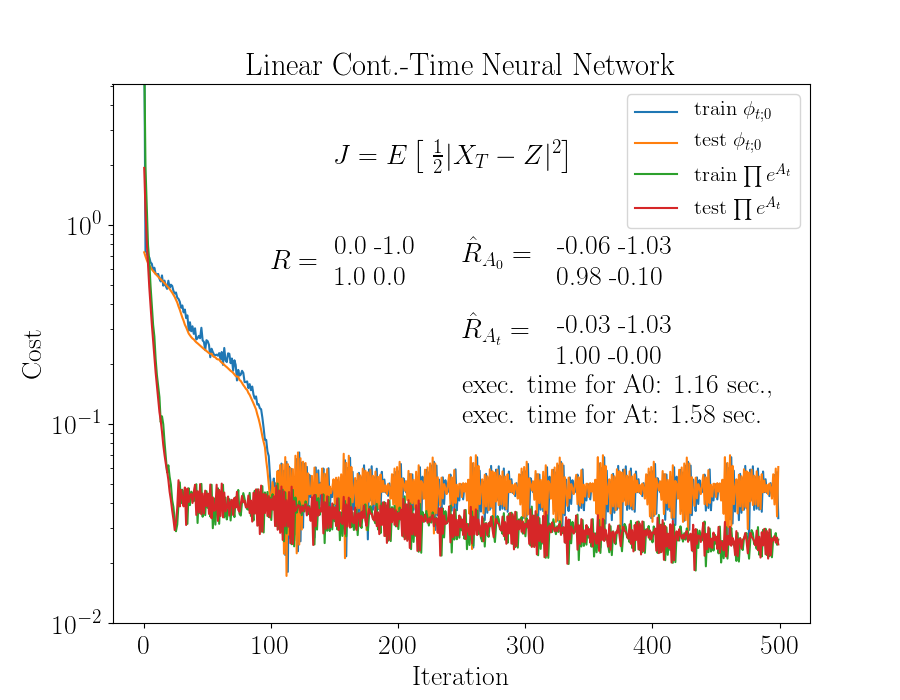 Linear Cont.-Time Neural Network
train ϕ_{t;0}
test ϕ_{t;0}
train ∏ e^{A_t}
test ∏ e^{A_t}
J = E [ ½|X_T − Z|²]
R = 0.0 -1.0
1.0 0.0
R̂_{A_0} = -0.06 -1.03
0.98 -0.10
R̂_{A_t} = -0.03 -1.03
1.00 -0.00
exec. time for A0: 1.16 sec.,
exec. time for At: 1.58 sec.
Cost
10⁰
10⁻¹
10⁻²
0 100 200 300 400 500
Iteration